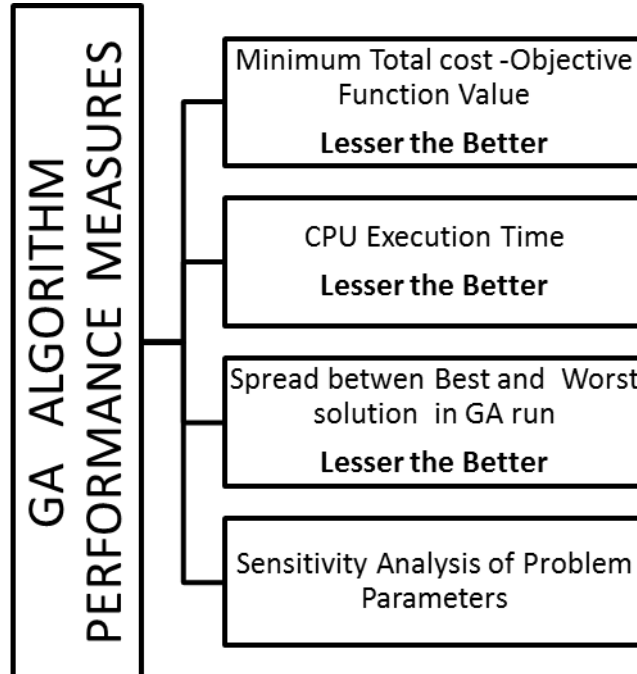 GA ALGORITHM
PERFORMANCE MEASURES
Minimum Total cost -Objective
Function Value
Lesser the Better
CPU Execution Time
Lesser the Better
Spread betwen Best and Worst
solution in GA run
Lesser the Better
Sensitivity Analysis of Problem
Parameters